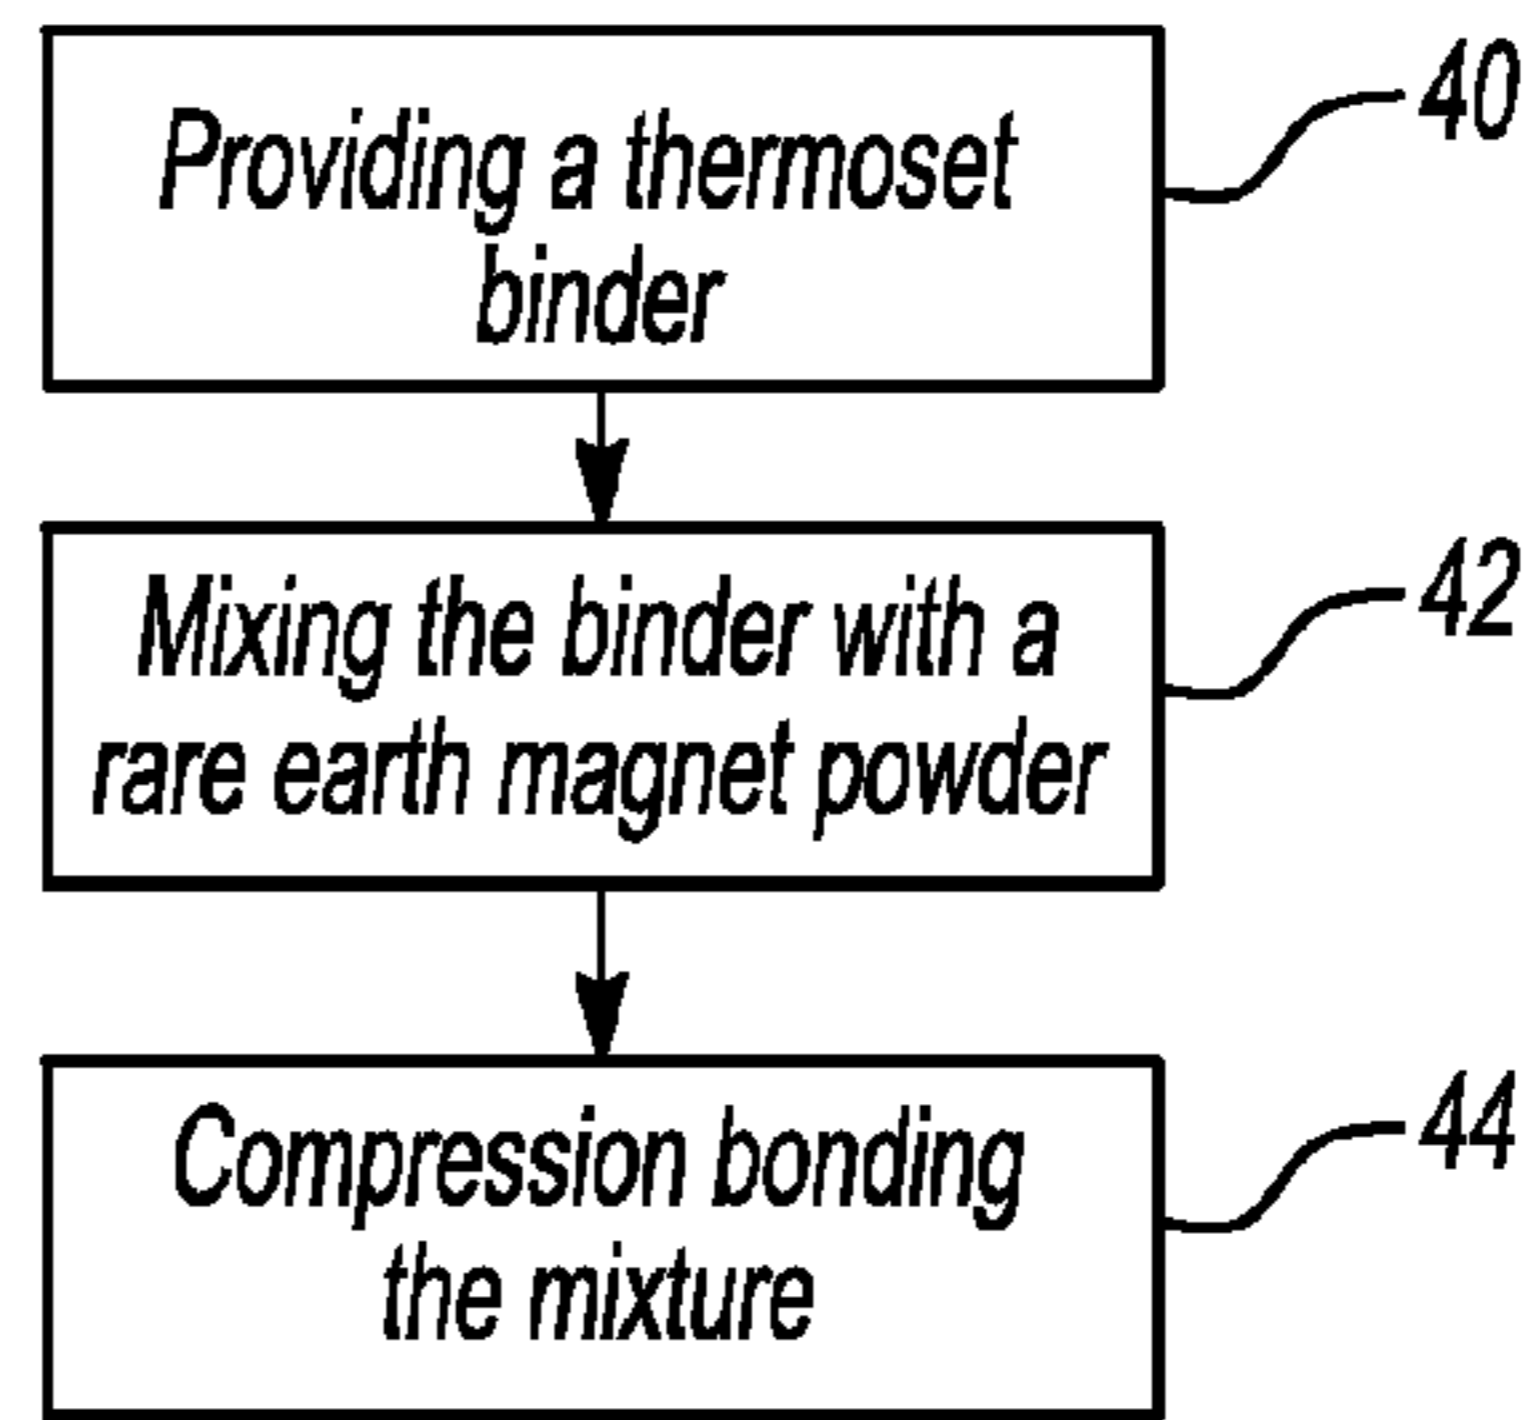 Providing a thermoset
binder
40
Mixing the binder with a
rare earth magnet powder
42
Compression bonding
the mixture
44